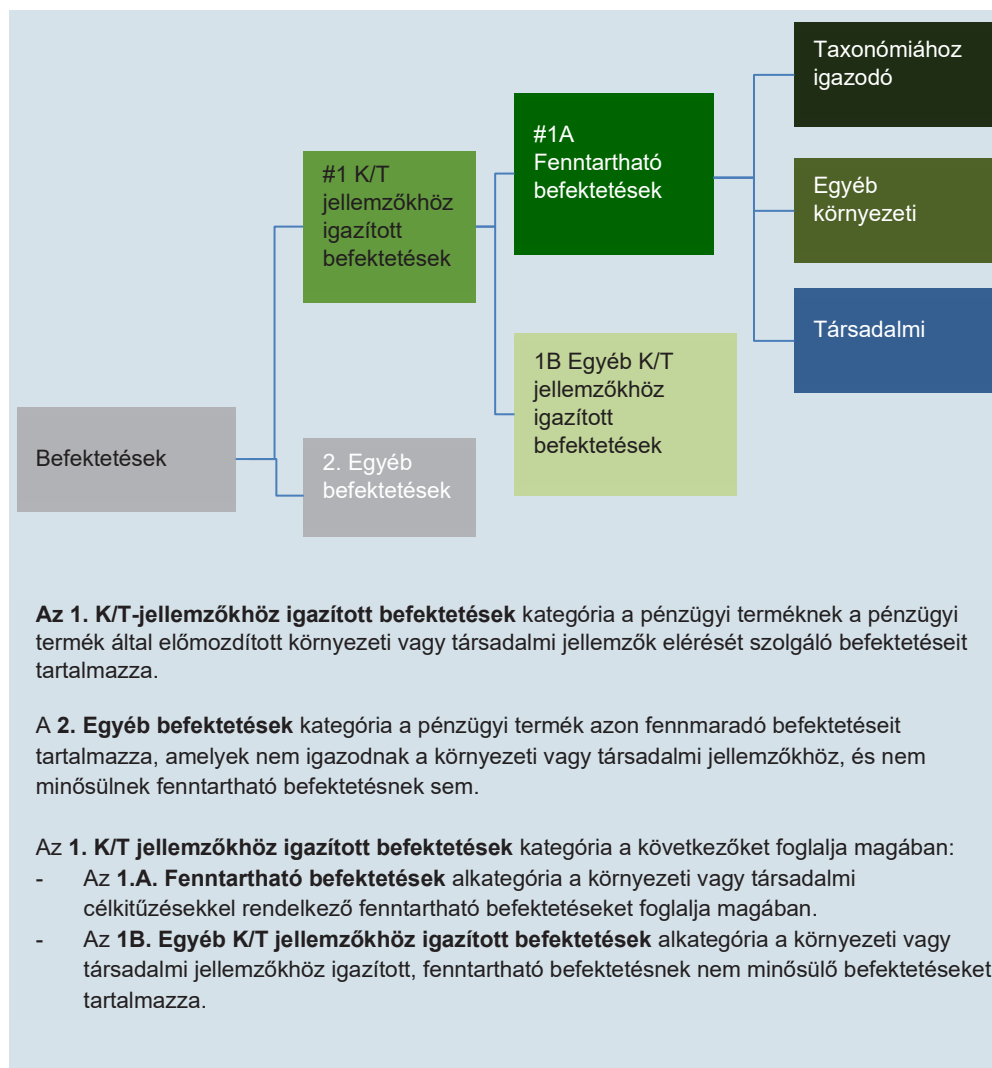 Taxonómiához
igazodó
#1A
Fenntartható
befektetések
#1 K/T
jellemzőkhöz
igazított
befektetések
Egyéb
környezeti
Társadalmi
1B Egyéb K/T
jellemzőkhöz
igazított
befektetések
Befektetések
2. Egyéb
befektetések
Az 1. K/T-jellemzőkhöz igazított befektetések kategória a pénzügyi terméknek a pénzügyi
termék által előmozdított környezeti vagy társadalmi jellemzők elérését szolgáló befektetéseit
tartalmazza.
A 2. Egyéb befektetések kategória a pénzügyi termék azon fennmaradó befektetéseit
tartalmazza, amelyek nem igazodnak a környezeti vagy társadalmi jellemzőkhöz, és nem
minősülnek fenntartható befektetésnek sem.
Az 1. K/T jellemzőkhöz igazított befektetések kategória a következőket foglalja magában:
- Az 1.A. Fenntartható befektetések alkategória a környezeti vagy társadalmi
célkitűzésekkel rendelkező fenntartható befektetéseket foglalja magában.
- Az 1B. Egyéb K/T jellemzőkhöz igazított befektetések alkategória a környezeti vagy
társadalmi jellemzőkhöz igazított, fenntartható befektetésnek nem minősülő befektetéseket
tartalmazza.